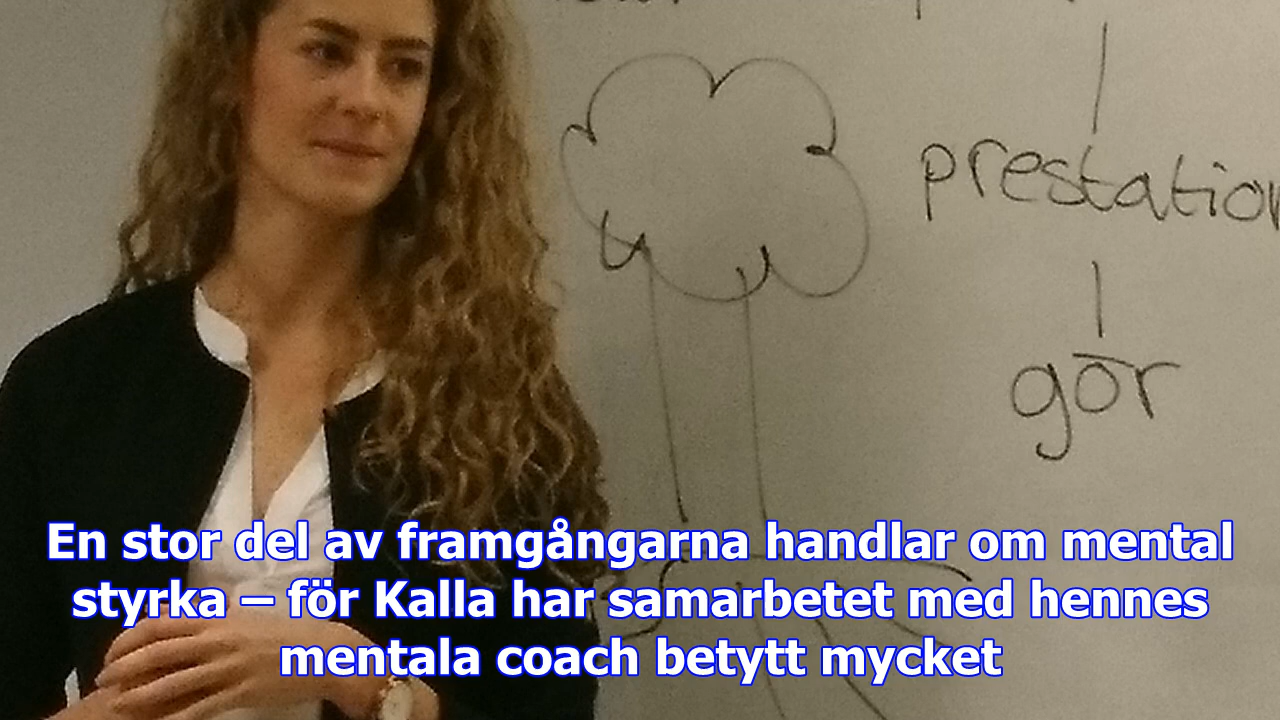 prestation
gör
En stor del av framgångarna handlar om mental
styrka – för Kalla har samarbetet med hennes
mentala coach betytt mycket